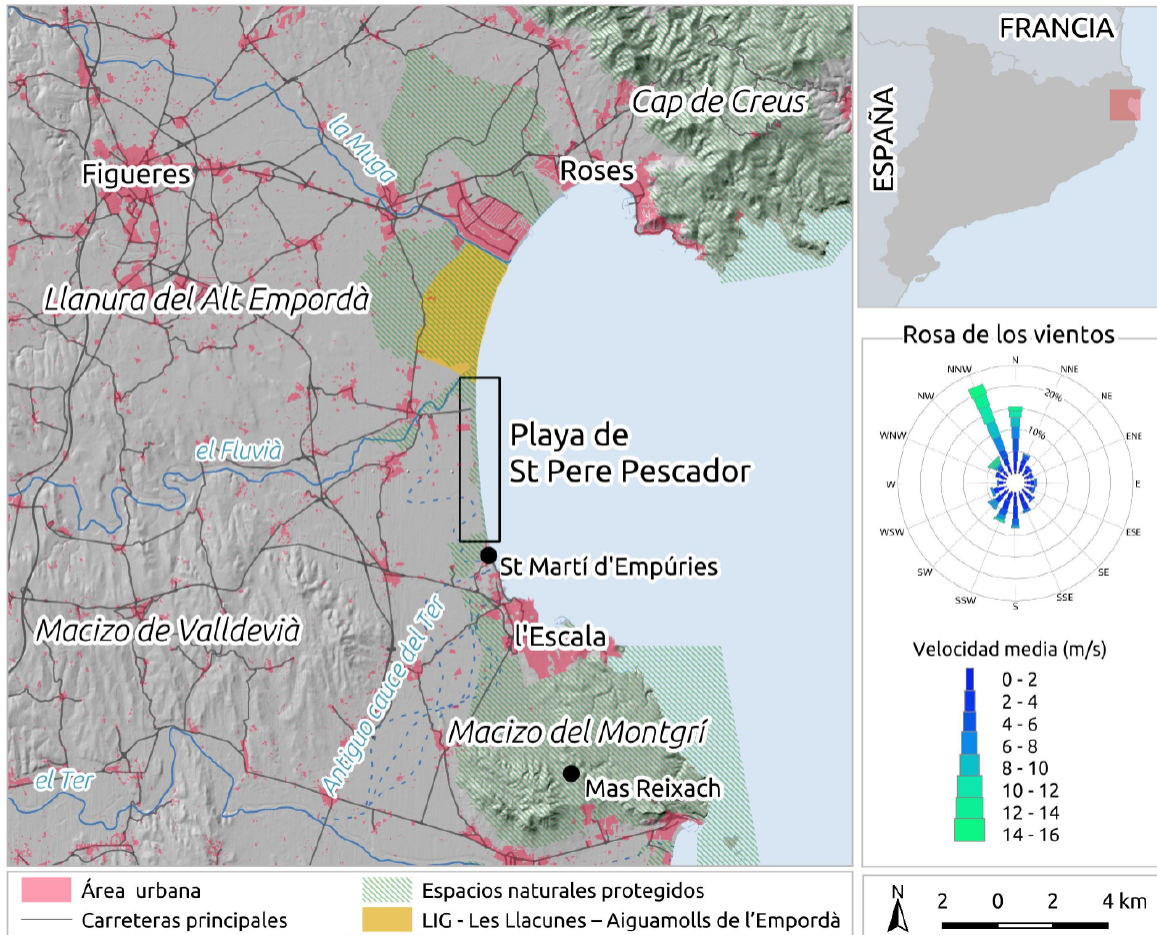 FRANCIA
ESPAÑA
Cap de Creus
la Muga
Figueres
Roses
Llanura del Alt Empordà
Playa de
St Pere Pescador
el Fluvià
St Martí d'Empúries
l'Escala
Macizo de Valldevià
Antiguo cauce del Ter
Macizo del Montgrí
Mas Reixach
el Ter
Rosa de los vientos
N
NNW
NNE
NW
20%
NE
WNW
10%
ENE
W
E
WSW
ESE
SW
SE
SSW
SSE
S
Velocidad media (m/s)
0 - 2
2 - 4
4 - 6
6 - 8
8 - 10
10 - 12
12 - 14
14 - 16
Área urbana
Espacios naturales protegidos
Carreteras principales
LIG - Les Llacunes – Aiguamolls de l'Empordà
N
2 0 2 4 km